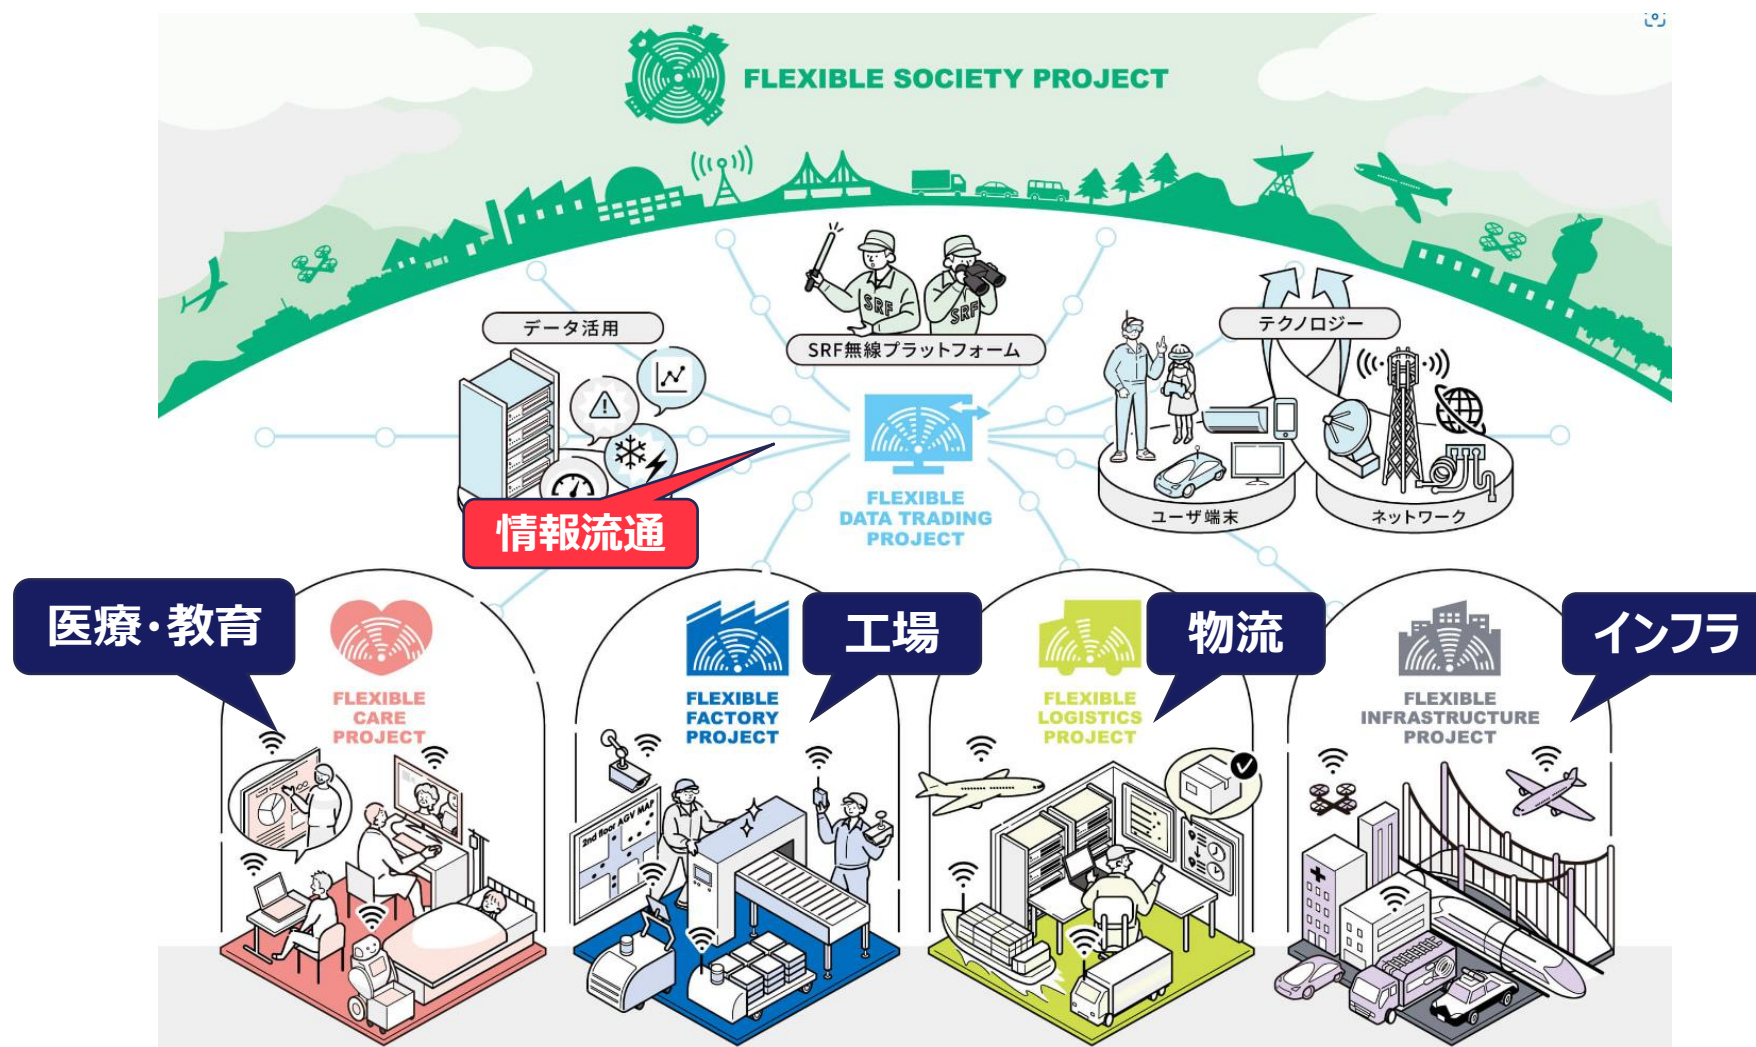 FLEXIBLE SOCIETY PROJECT
データ活用
SRF
SRF
SRF無線プラットフォーム
テクノロジー
ユーザ端末
ネットワーク
FLEXIBLE
DATA TRADING
PROJECT
情報流通
医療・教育
工場
物流
インフラ
FLEXIBLE
CARE
PROJECT
FLEXIBLE
FACTORY
PROJECT
FLEXIBLE
LOGISTICS
PROJECT
FLEXIBLE
INFRASTRUCTURE
PROJECT
2nd floor AGV MAP